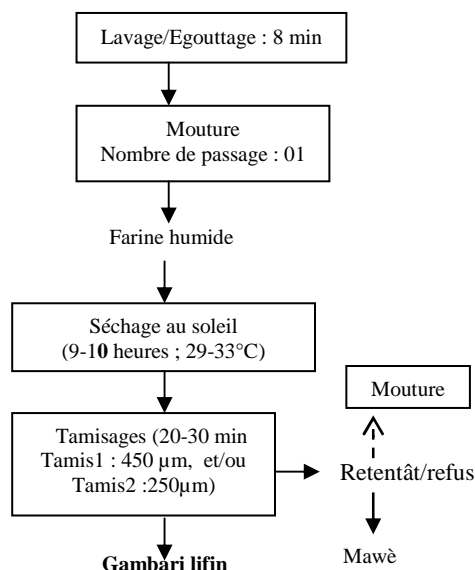 Lavage/Egouttage : 8 min
Mouture
Nombre de passage : 01
Farine humide
Séchage au soleil
(9-10 heures ; 29-33°C)
Mouture
Tamisages (20-30 min
Tamis1 : 450 µm, et/ou
Tamis2 :250µm)
Retentât/refus
Gambari lifin
Mawè